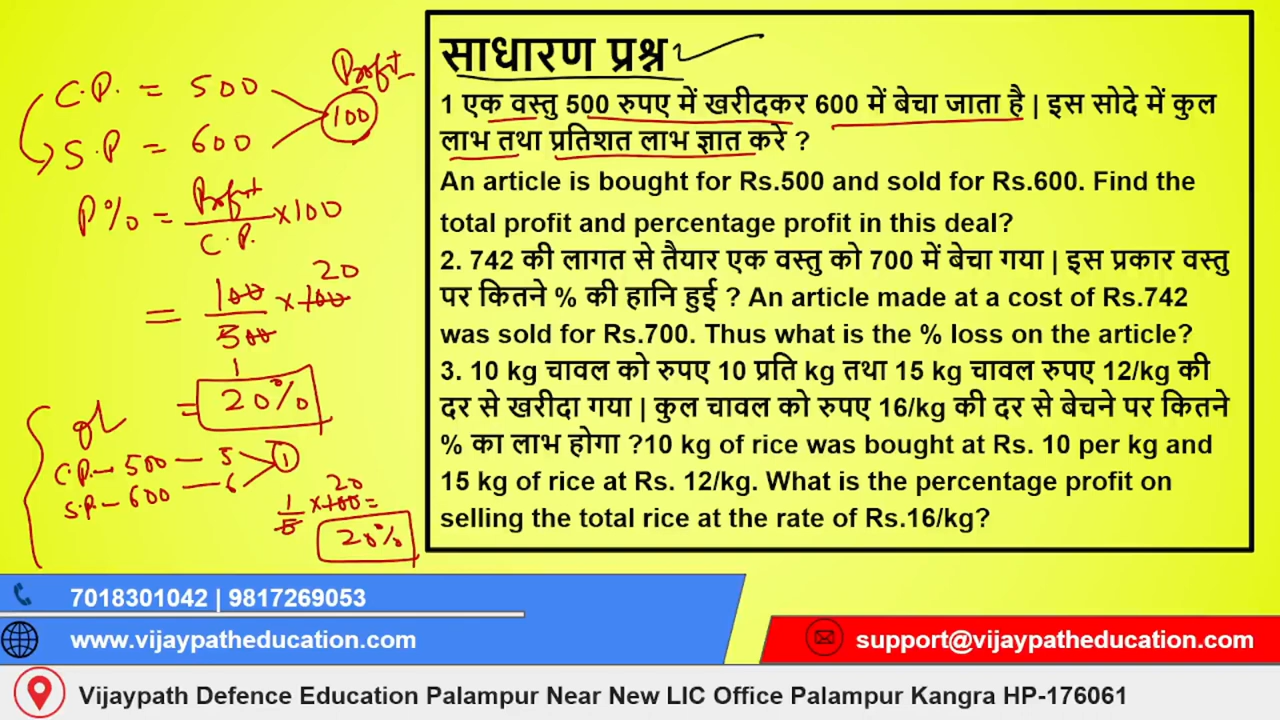 C.P. = 500
S.P = 600
Profit
100
P% = Profit/C.P. ×100
= 100/500 × 100
20
1
= 20%
C.P. – 500 – 5
S.P. – 600 – 6
1
1/5 ×100 =
20
20%
साधारण प्रश्न
1 एक वस्तु 500 रुपए में खरीदकर 600 में बेचा जाता है | इस सोदे में कुल
लाभ तथा प्रतिशत लाभ ज्ञात करे ?
An article is bought for Rs.500 and sold for Rs.600. Find the
total profit and percentage profit in this deal?
2. 742 की लागत से तैयार एक वस्तु को 700 में बेचा गया | इस प्रकार वस्तु
पर कितने % की हानि हुई ? An article made at a cost of Rs.742
was sold for Rs.700. Thus what is the % loss on the article?
3. 10 kg चावल को रुपए 10 प्रति kg तथा 15 kg चावल रुपए 12/kg की
दर से खरीदा गया | कुल चावल को रुपए 16/kg की दर से बेचने पर कितने
% का लाभ होगा ?10 kg of rice was bought at Rs. 10 per kg and
15 kg of rice at Rs. 12/kg. What is the percentage profit on
selling the total rice at the rate of Rs.16/kg?
7018301042 | 9817269053
www.vijaypatheducation.com
support@vijaypatheducation.com
Vijaypath Defence Education Palampur Near New LIC Office Palampur Kangra HP-176061